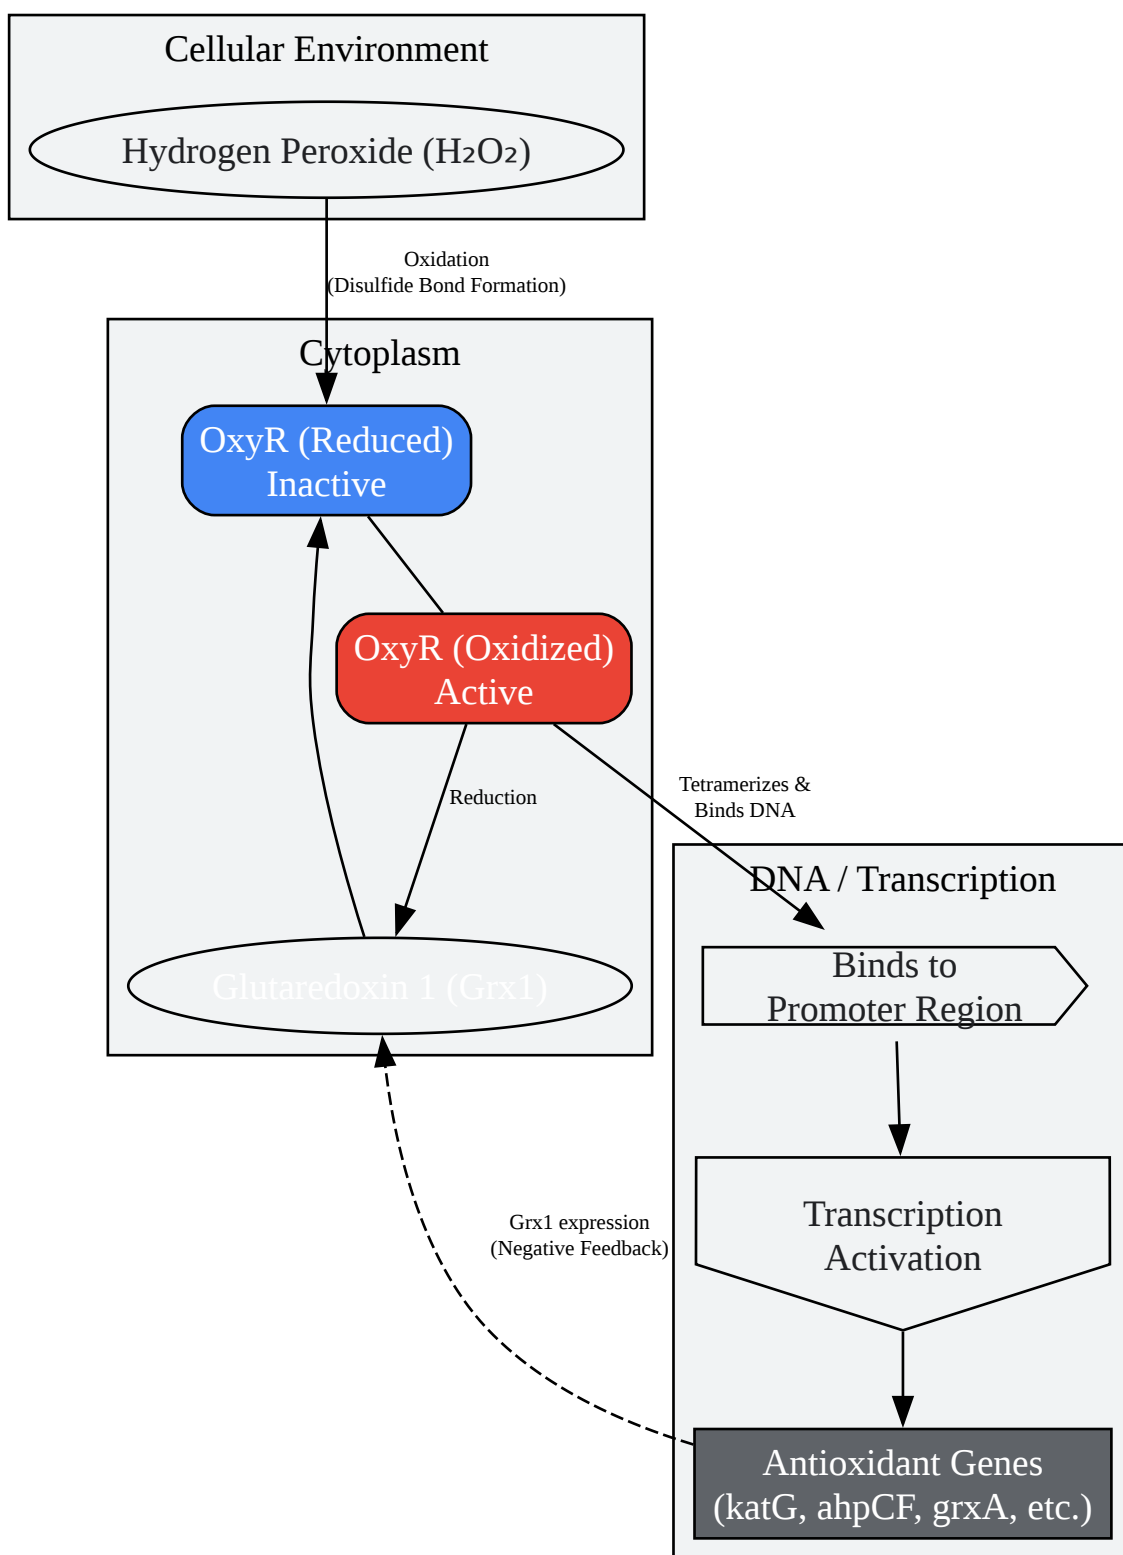 Cellular Environment
Hydrogen Peroxide (H₂O₂)
Oxidation
(Disulfide Bond Formation)
Cytoplasm
OxyR (Reduced)
Inactive
OxyR (Oxidized)
Active
Reduction
Tetramerizes &
Binds DNA
DNA / Transcription
Glutaredoxin 1 (Grx1)
Binds to
Promoter Region
Transcription
Activation
Grx1 expression
(Negative Feedback)
Antioxidant Genes
(katG, ahpCF, grxA, etc.)